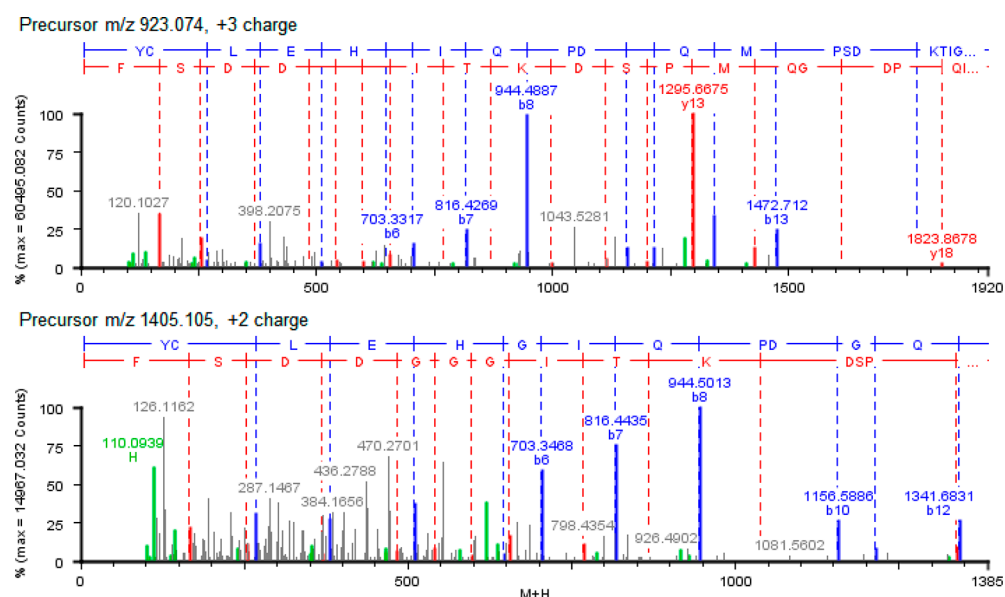 Precursor m/z 923.074, +3 charge
YC L E H I Q PD Q M PSD KTIG...
F S D D I T K D S P M QG DP QI...
% (max = 60495.082 Counts)
100
75
50
25
0
120.1027
398.2075
703.3317
b6
816.4269
b7
944.4887
b8
1043.5281
1295.6675
y13
1472.712
b13
1823.8678
y18
0 500 1000 1500 1920
Precursor m/z 1405.105, +2 charge
YC L E H G I Q PD G Q
F S D D G G G I T Q K DSP ...
% (max = 14967.032 Counts)
100
75
50
25
0
110.0939
H
126.1162
287.1467
384.1656
436.2788
470.2701
703.3468
b6
798.4354
816.4435
b7
926.4902
944.5013
b8
1081.5602
1156.5886
b10
1341.6831
b12
0 500 1000 1385
M+H